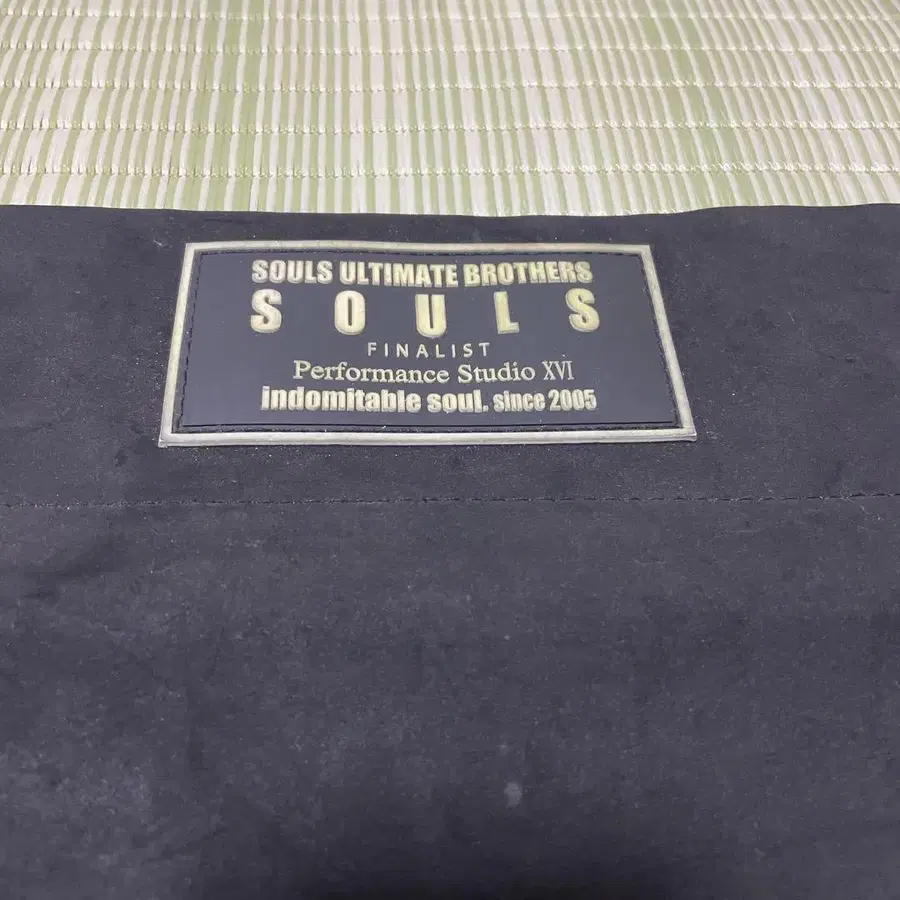 SOULS ULTIMATE BROTHERS
SOULS
FINALIST
Performance Studio XVI
indomitable soul. since 2005